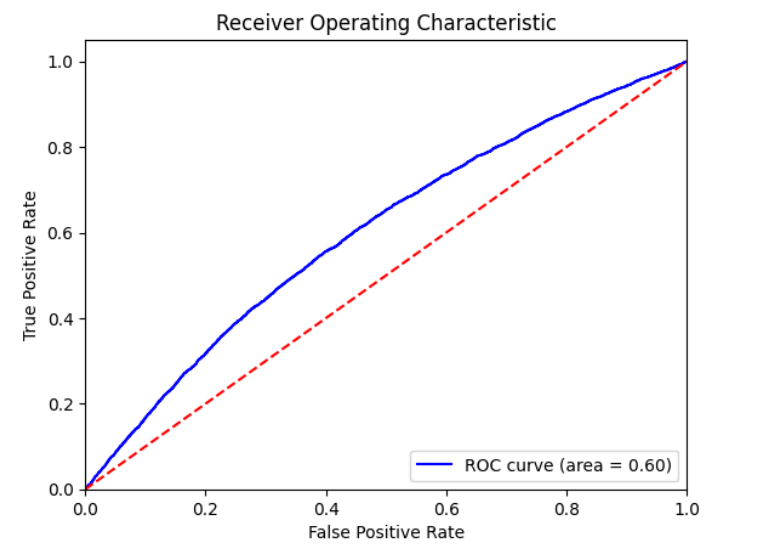 Receiver Operating Characteristic
1.0
0.8
0.6
0.4
0.2
0.0
True Positive Rate
ROC curve (area = 0.60)
0.0 0.2 0.4 0.6 0.8 1.0
False Positive Rate